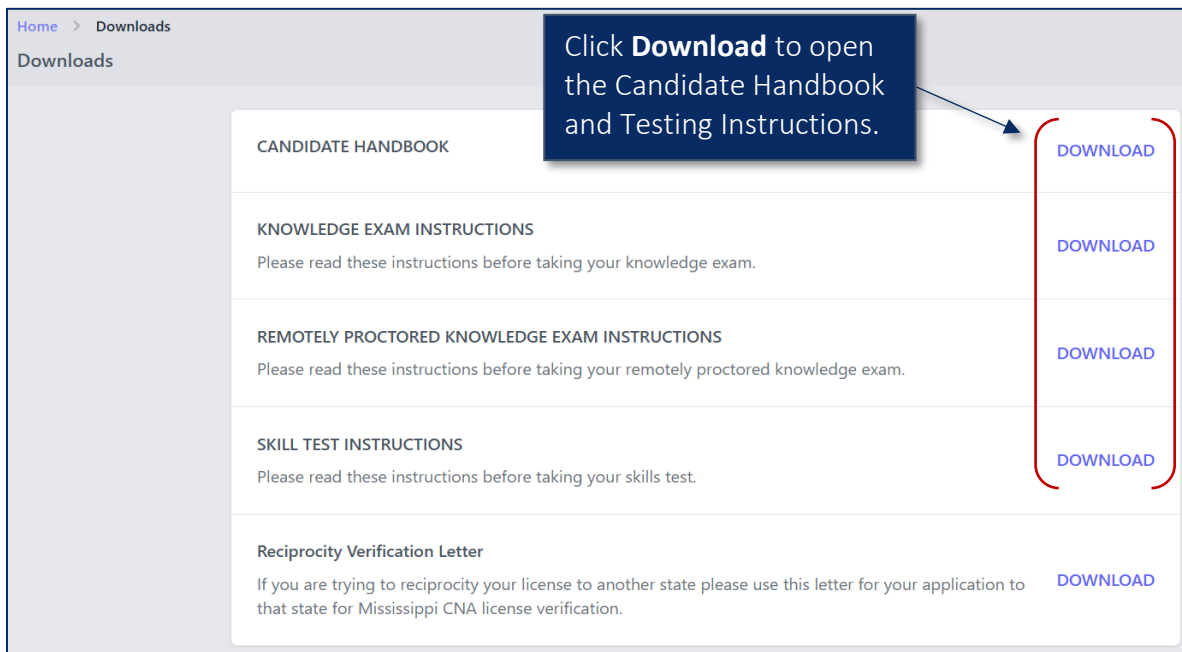 Home > Downloads
Downloads
Click Download to open
the Candidate Handbook
and Testing Instructions.
CANDIDATE HANDBOOK
DOWNLOAD
KNOWLEDGE EXAM INSTRUCTIONS
Please read these instructions before taking your knowledge exam.
DOWNLOAD
REMOTELY PROCTORED KNOWLEDGE EXAM INSTRUCTIONS
Please read these instructions before taking your remotely proctored knowledge exam.
DOWNLOAD
SKILL TEST INSTRUCTIONS
Please read these instructions before taking your skills test.
DOWNLOAD
Reciprocity Verification Letter
If you are trying to reciprocity your license to another state please use this letter for your application to
that state for Mississippi CNA license verification.
DOWNLOAD